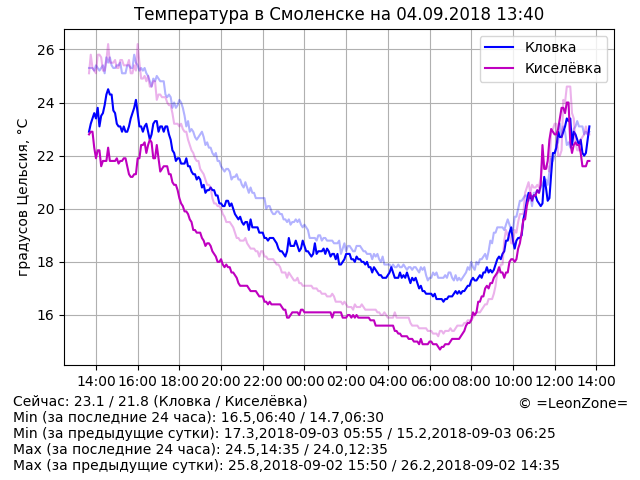 Температура в Смоленске на 04.09.2018 13:40
градусов Цельсия, °C
26
24
22
20
18
16
Кловка
Киселёвка
14:00 16:00 18:00 20:00 22:00 00:00 02:00 04:00 06:00 08:00 10:00 12:00 14:00
Сейчас: 23.1 / 21.8 (Кловка / Киселёвка)
© =LeonZone=
Min (за последние 24 часа): 16.5,06:40 / 14.7,06:30
Min (за предыдущие сутки): 17.3,2018-09-03 05:55 / 15.2,2018-09-03 06:25
Max (за последние 24 часа): 24.5,14:35 / 24.0,12:35
Max (за предыдущие сутки): 25.8,2018-09-02 15:50 / 26.2,2018-09-02 14:35